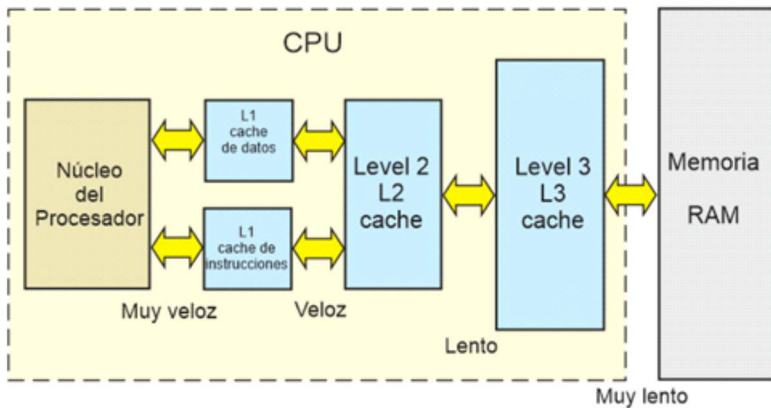 CPU
Núcleo
del
Procesador
L1
cache
de datos
L1
cache de
instrucciones
Level 2
L2
cache
Level 3
L3
cache
Memoria
RAM
Muy veloz
Veloz
Lento
Muy lento